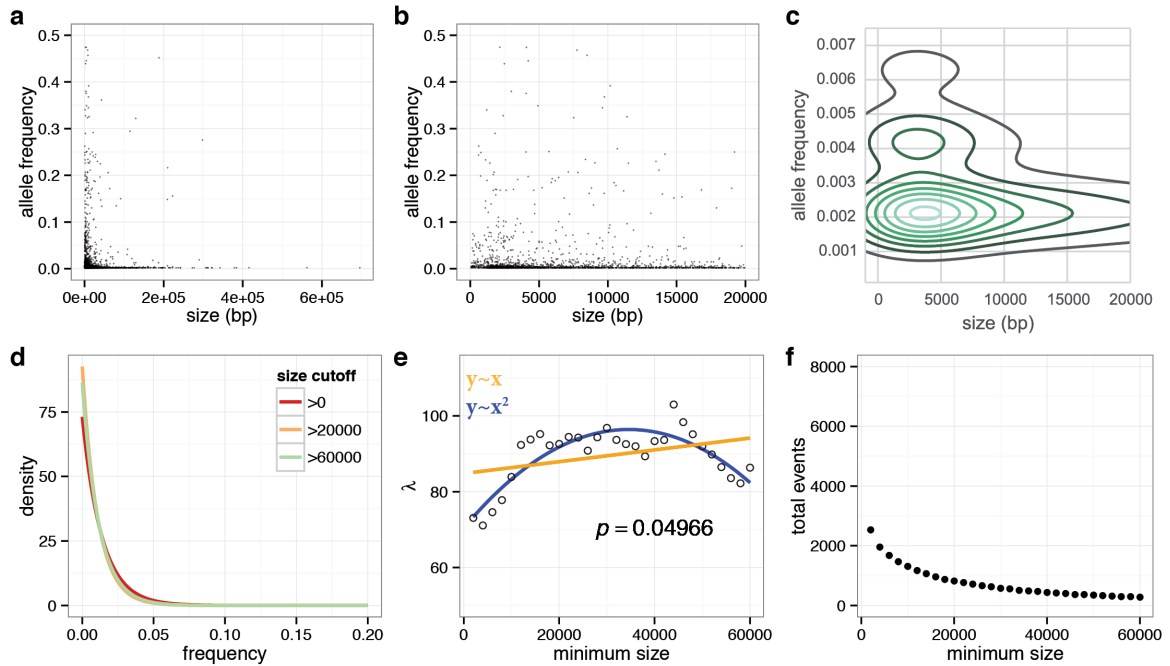 a
0.5
0.4
0.3
0.2
0.1
0.0
allele frequency
0e+00 2e+05 4e+05 6e+05
size (bp)
b
0.5
0.4
0.3
0.2
0.1
0.0
allele frequency
0 5000 10000 15000 20000
size (bp)
c
0.007
0.006
0.005
0.004
0.003
0.002
0.001
allele frequency
0 5000 10000 15000 20000
size (bp)
d
75
50
25
0
density
size cutoff
>0
>20000
>60000
0.00 0.05 0.10 0.15 0.20
frequency
e
y~x
y~x²
100
80
60
λ
p = 0.04966
0 20000 40000 60000
minimum size
f
8000
6000
4000
2000
0
total events
0 20000 40000 60000
minimum size